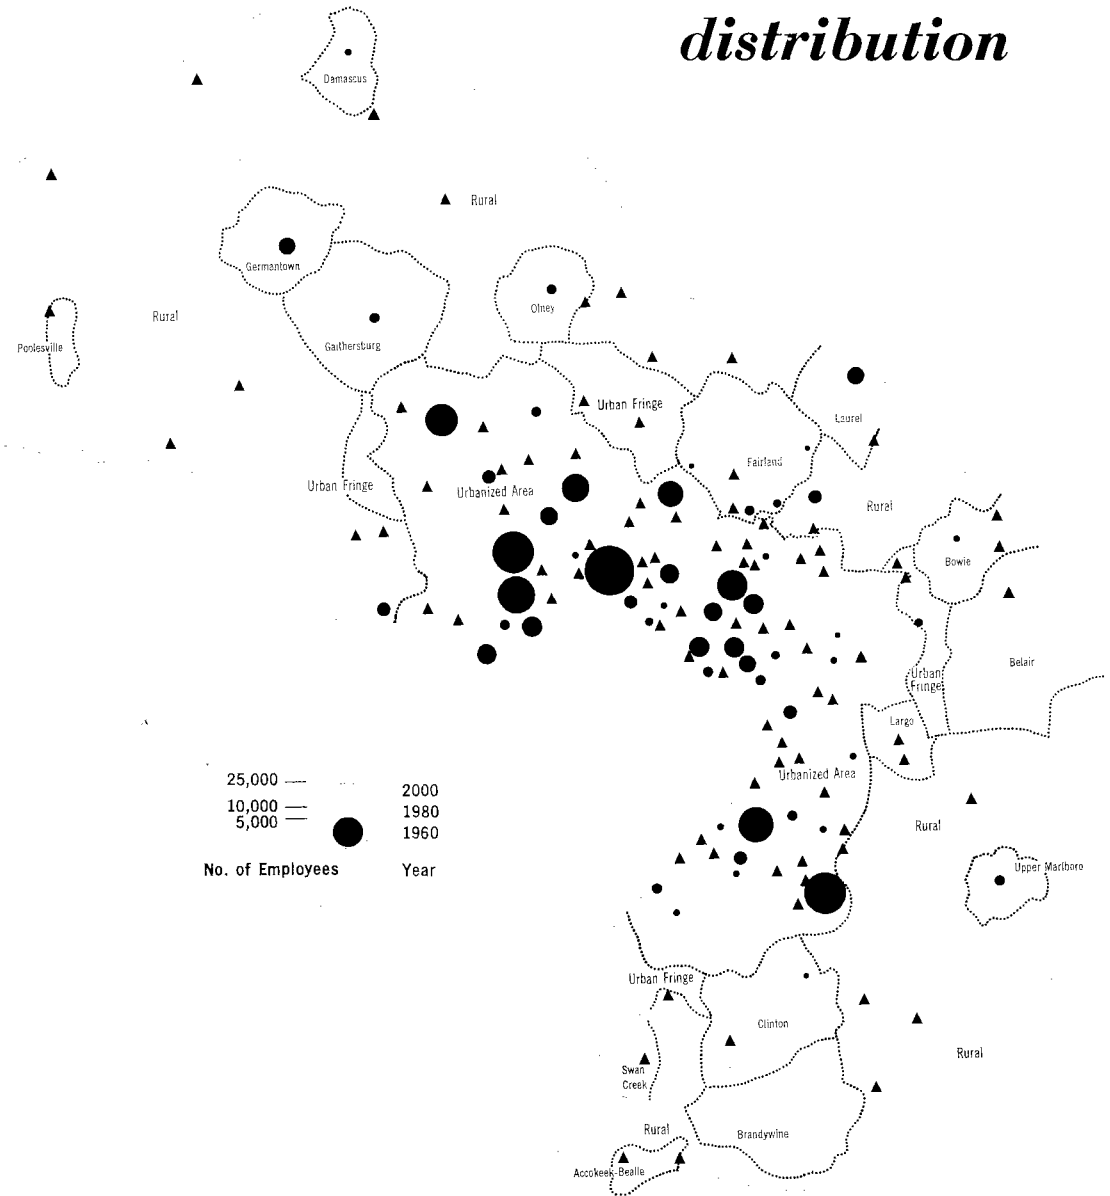 distribution
Damascus
Rural
Germantown
Olney
Rural
Poolesville
Gaithersburg
Urban Fringe
Laurel
Fairland
Urban Fringe
Urbanized Area
Rural
Bowie
Belair
Urban
Fringe
Largo
Urbanized Area
25,000
2000
10,000
1980
5,000
1960
No. of Employees
Year
Rural
Upper Marlboro
Urban Fringe
Clinton
Rural
Swan
Creek
Rural
Brandywine
Accokeek-Bealle